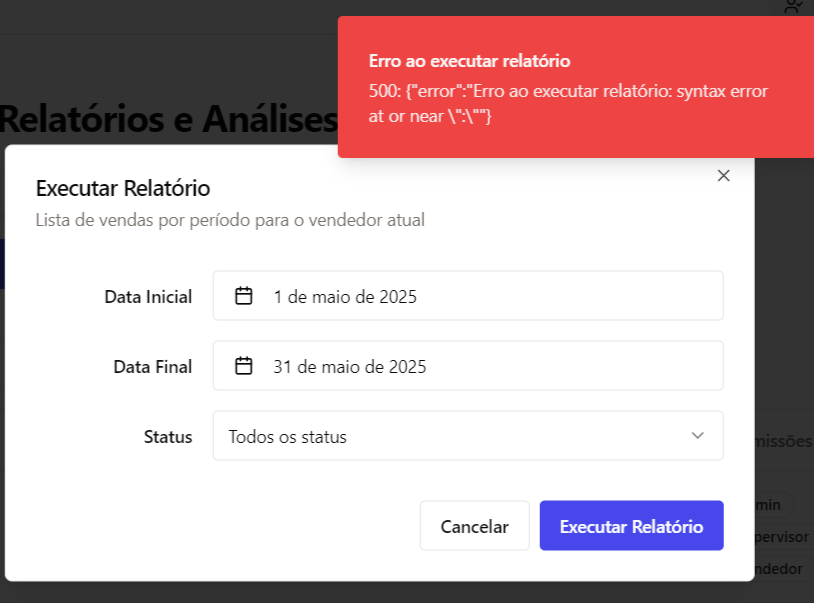 Erro ao executar relatório
500: {"error":"Erro ao executar relatório: syntax error
at or near \":\""}
Relatórios e Análises
Executar Relatório
Lista de vendas por período para o vendedor atual
Data Inicial
1 de maio de 2025
Data Final
31 de maio de 2025
Status
Todos os status
missões
Cancelar
Executar Relatório
min
pervisor
ndedor